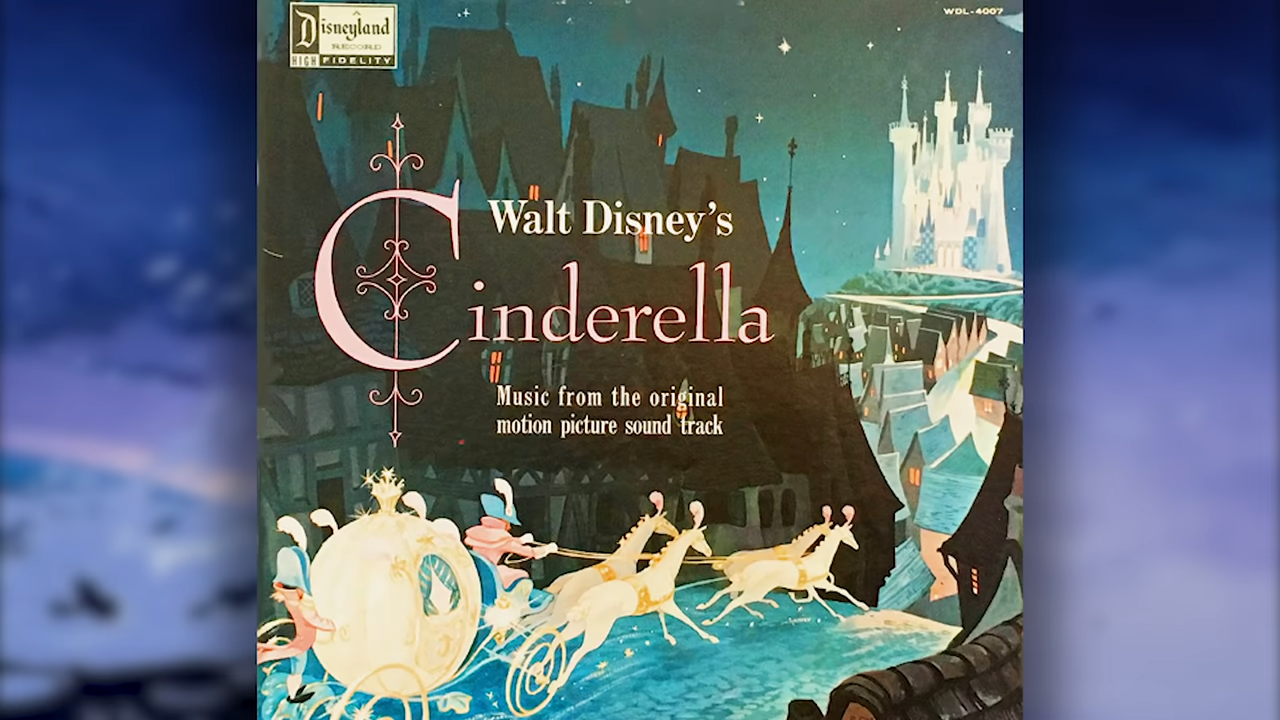 A
Disneyland
RECORD
HIGH FIDELITY
WDL-4007
Walt Disney's
Cinderella
Music from the original
motion picture sound track